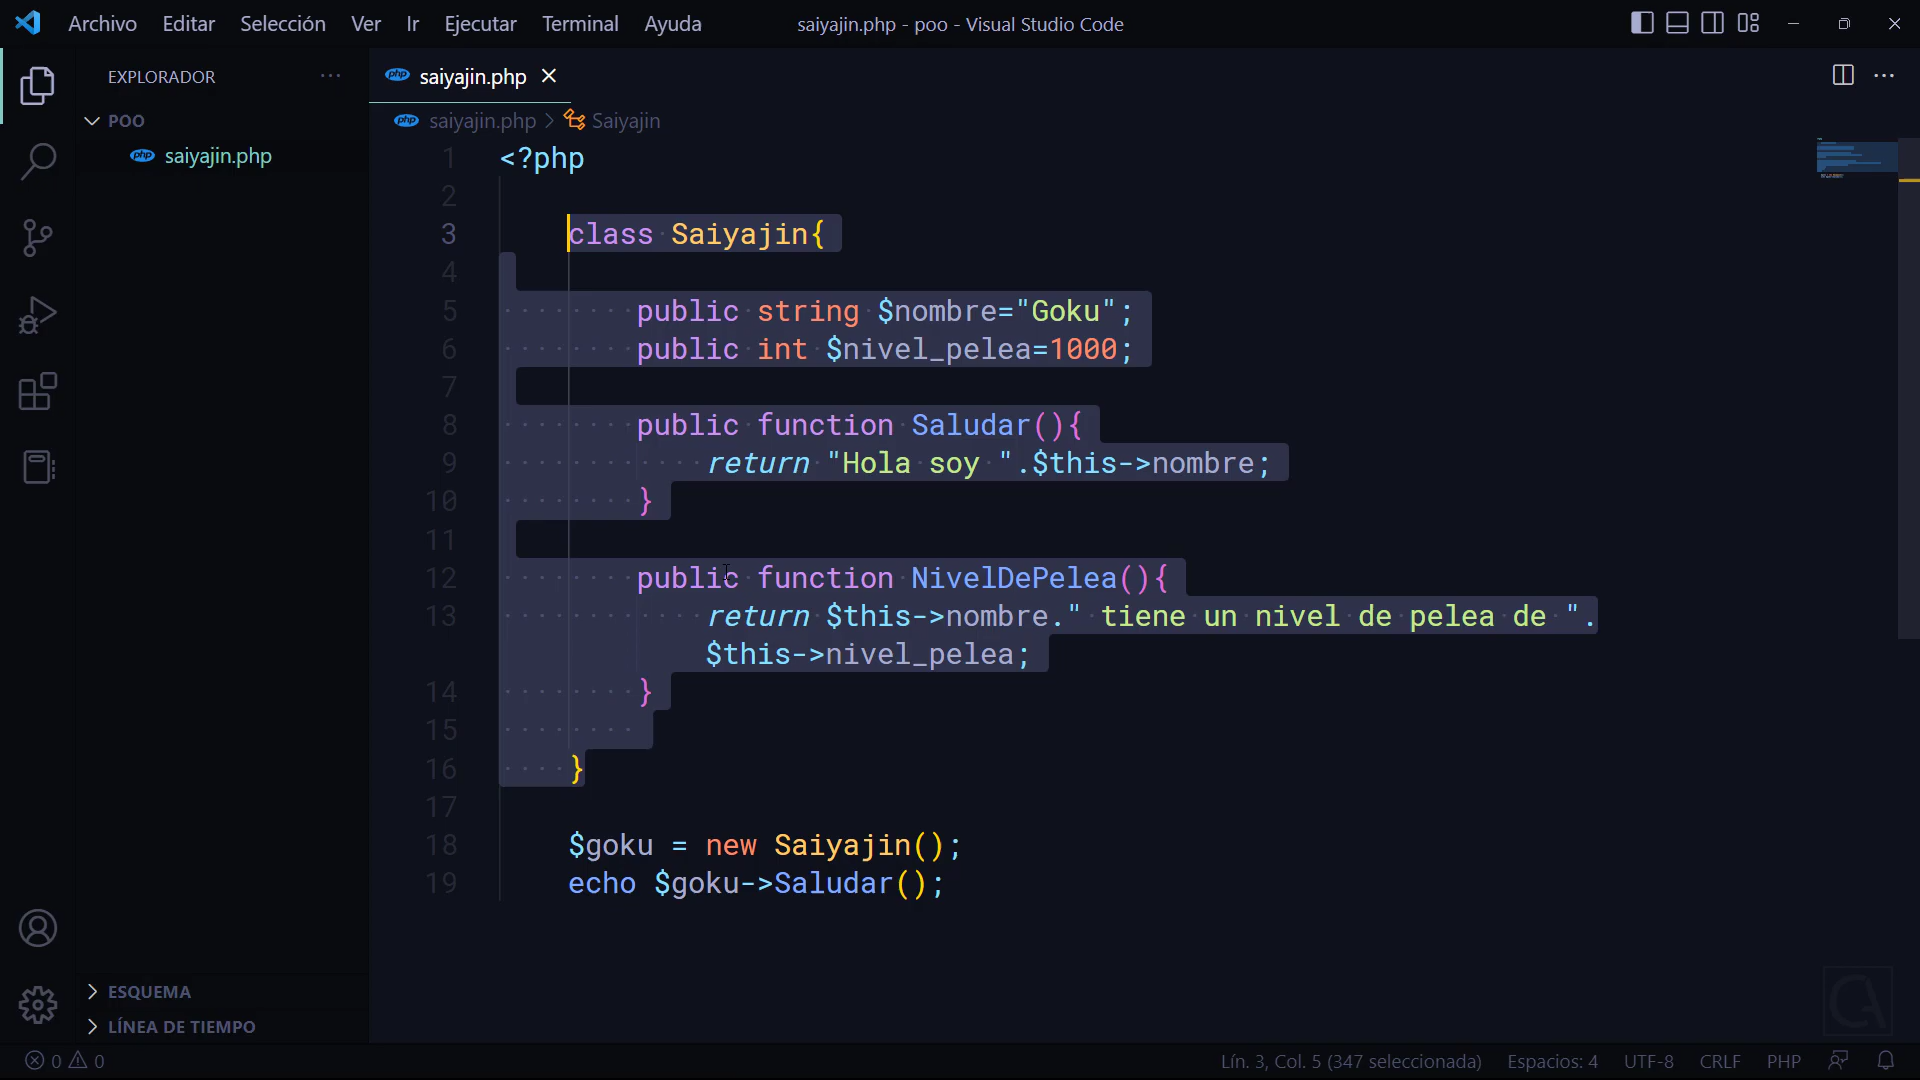 Archivo Editar Selección Ver Ir Ejecutar Terminal Ayuda saiyajin.php - poo - Visual Studio Code
EXPLORADOR
POO
php saiyajin.php
php saiyajin.php
php saiyajin.php > Saiyajin
1 <?php
2
3 class Saiyajin{
4
5 public string $nombre="Goku";
6 public int $nivel_pelea=1000;
7
8 public function Saludar(){
9 return "Hola soy ".$this->nombre;
10 }
11
12 public function NivelDePelea(){
13 return $this->nombre." tiene un nivel de pelea de ".
$this->nivel_pelea;
14 }
15
16 }
17
18 $goku = new Saiyajin();
19 echo $goku->Saludar();
ESQUEMA
LÍNEA DE TIEMPO
0 0 Lín. 3, Col. 5 (347 seleccionada) Espacios: 4 UTF-8 CRLF PHP
CA